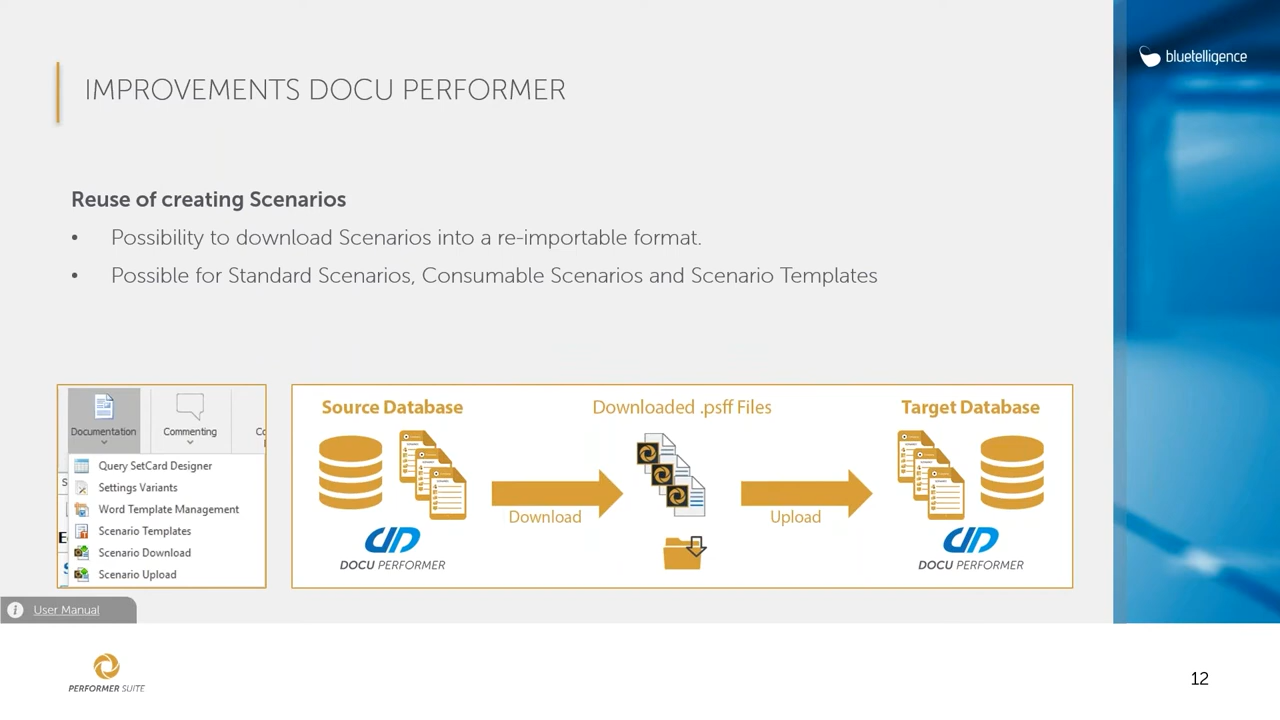 bluetelligence
IMPROVEMENTS DOCU PERFORMER
Reuse of creating Scenarios
• Possibility to download Scenarios into a re-importable format.
• Possible for Standard Scenarios, Consumable Scenarios and Scenario Templates
Documentation
Commenting
Query SetCard Designer
Settings Variants
Word Template Management
Scenario Templates
Scenario Download
Scenario Upload
Source Database
Downloaded .psff Files
Target Database
Download
Upload
DOCU PERFORMER
DOCU PERFORMER
User Manual
PERFORMER SUITE
12